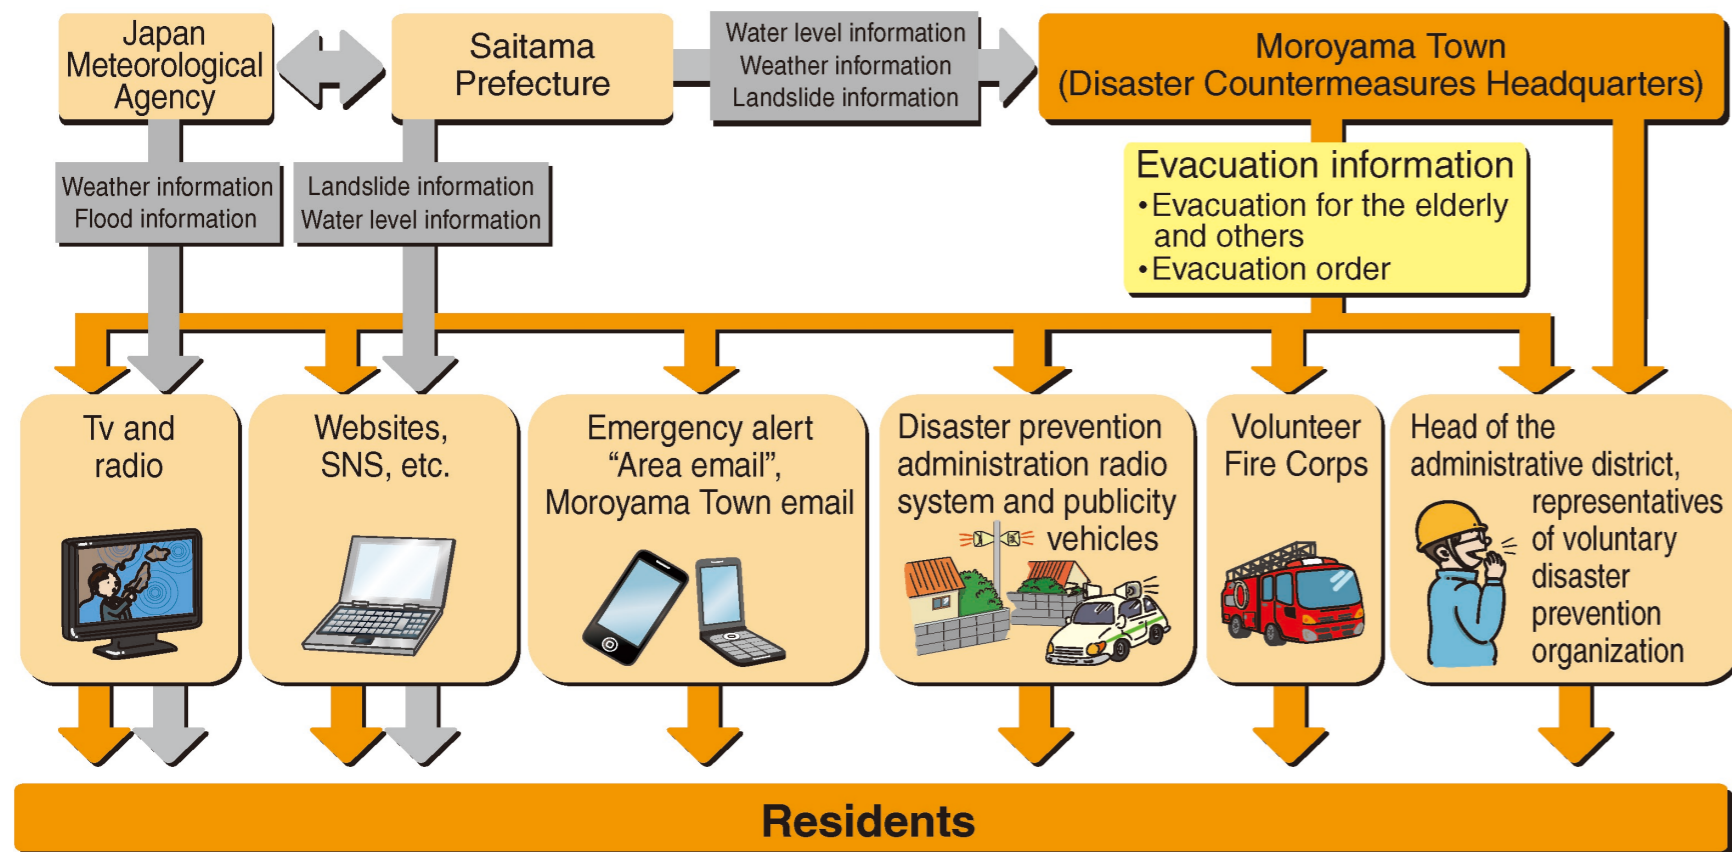 Japan
Meteorological
Agency
Saitama
Prefecture
Water level information
Weather information
Landslide information
Moroyama Town
(Disaster Countermeasures Headquarters)
Weather information
Flood information
Landslide information
Water level information
Evacuation information
•Evacuation for the elderly
and others
•Evacuation order
Tv and
radio
Websites,
SNS, etc.
Emergency alert
“Area email”,
Moroyama Town email
Disaster prevention
administration radio
system and publicity
vehicles
Volunteer
Fire Corps
Head of the
administrative district,
representatives
of voluntary
disaster
prevention
organization
Residents